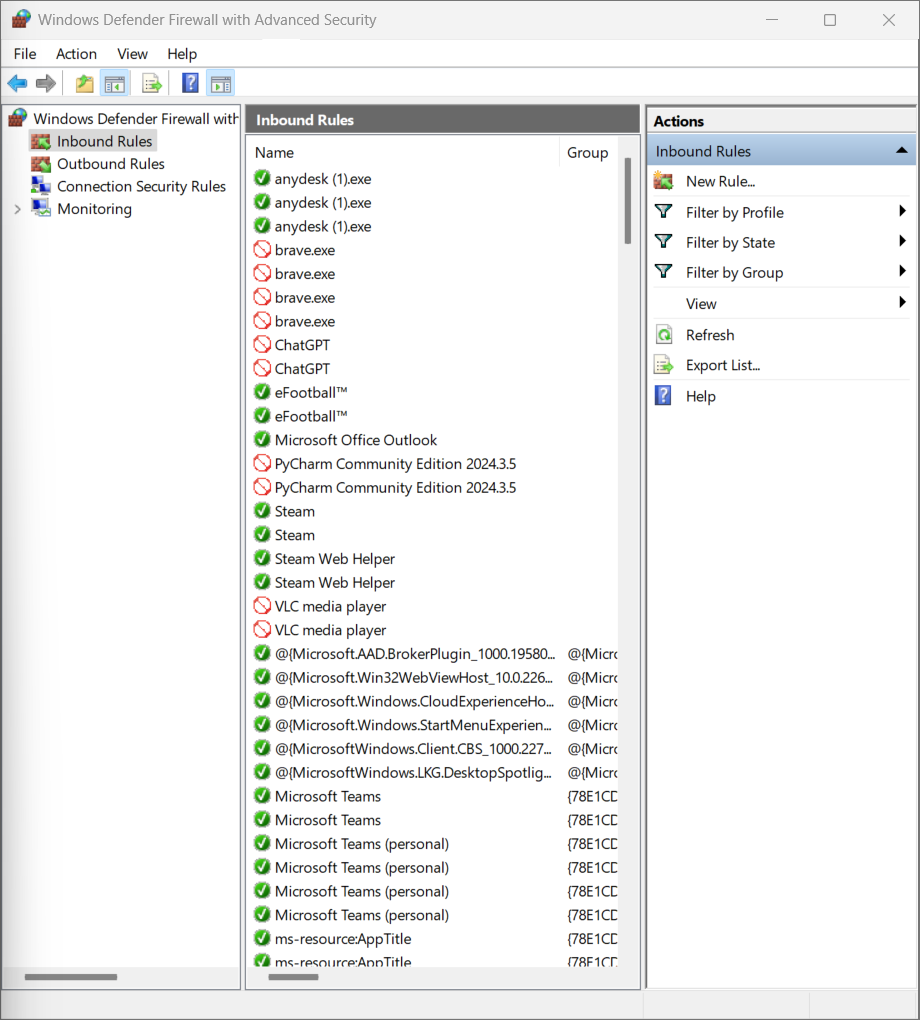 Windows Defender Firewall with Advanced Security
File Action View Help
Windows Defender Firewall with
Inbound Rules
Outbound Rules
Connection Security Rules
Monitoring
Inbound Rules
Name Group
anydesk (1).exe
anydesk (1).exe
anydesk (1).exe
brave.exe
brave.exe
brave.exe
brave.exe
ChatGPT
ChatGPT
eFootball™
eFootball™
Microsoft Office Outlook
PyCharm Community Edition 2024.3.5
PyCharm Community Edition 2024.3.5
Steam
Steam
Steam Web Helper
Steam Web Helper
VLC media player
VLC media player
@{Microsoft.AAD.BrokerPlugin_1000.19580... @{Micro
@{Microsoft.Win32WebViewHost_10.0.226... @{Micro
@{Microsoft.Windows.CloudExperienceHo... @{Micro
@{Microsoft.Windows.StartMenuExperien... @{Micro
@{MicrosoftWindows.Client.CBS_1000.227... @{Micro
@{MicrosoftWindows.LKG.DesktopSpotlig... @{Micro
Microsoft Teams {78E1CD
Microsoft Teams {78E1CD
Microsoft Teams (personal) {78E1CD
Microsoft Teams (personal) {78E1CD
Microsoft Teams (personal) {78E1CD
Microsoft Teams (personal) {78E1CD
ms-resource:AppTitle {78E1CD
ms-resource:AppTitle {78E1CD
Actions
Inbound Rules
New Rule...
Filter by Profile
Filter by State
Filter by Group
View
Refresh
Export List...
Help